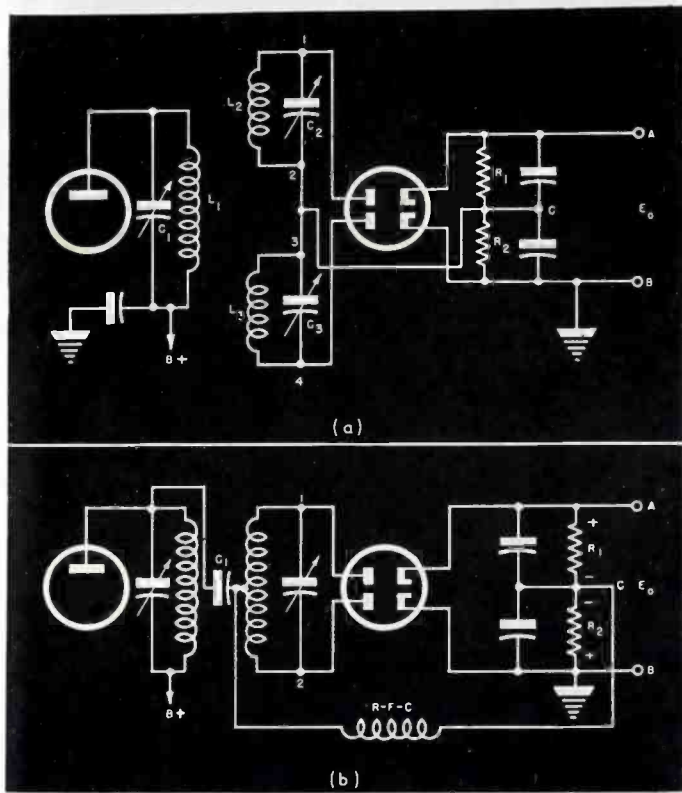 1
L₂
C₂
2
L₁
C₁
R₁
R₂
A
C
E₀
B
3
L₃
C₃
4
B+
(a)
1
C₁
2
B+
A
+
R₁
−
C
E₀
−
R₂
+
B
R-F-C
(b)